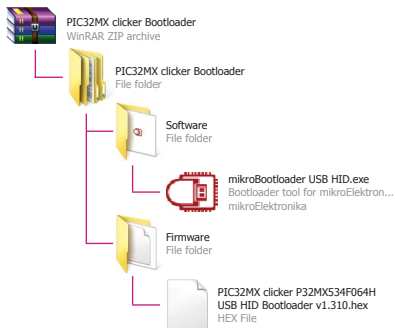 PIC32MX clicker Bootloader
WinRAR ZIP archive
PIC32MX clicker Bootloader
File folder
Software
File folder
mikroBootloader USB HID.exe
Bootloader tool for mikroElektron...
mikroElektronika
Firmware
File folder
PIC32MX clicker P32MX534F064H
USB HID Bootloader v1.310.hex
HEX File